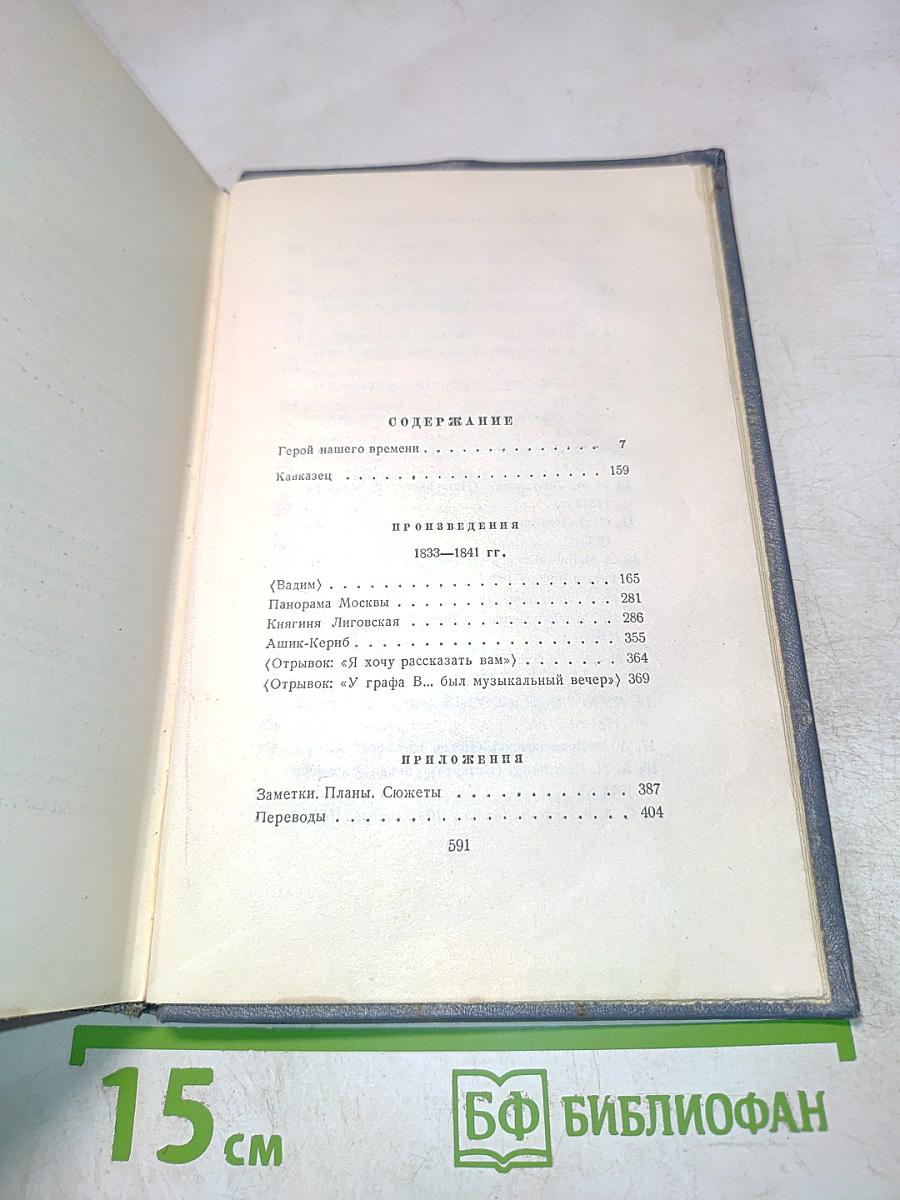 СОДЕРЖАНИЕ
Герой нашего времени . . . . . . . . . . . . . . 7
Кавказец . . . . . . . . . . . . . . . . . . . . 159
ПРОИЗВЕДЕНИЯ
1833—1841 гг.
⟨Вадим⟩ . . . . . . . . . . . . . . . . . . . . . 165
Панорама Москвы . . . . . . . . . . . . . . . . 281
Княгиня Лиговская . . . . . . . . . . . . . . . 286
Ашик-Кериб . . . . . . . . . . . . . . . . . . . 355
⟨Отрывок: «Я хочу рассказать вам»⟩ . . . . . . . 364
⟨Отрывок: «У графа В... был музыкальный вечер»⟩ 369
ПРИЛОЖЕНИЯ
Заметки. Планы. Сюжеты . . . . . . . . . . . . . 387
Переводы . . . . . . . . . . . . . . . . . . . . . 404
591
15 см
БФ БИБЛИОФАН